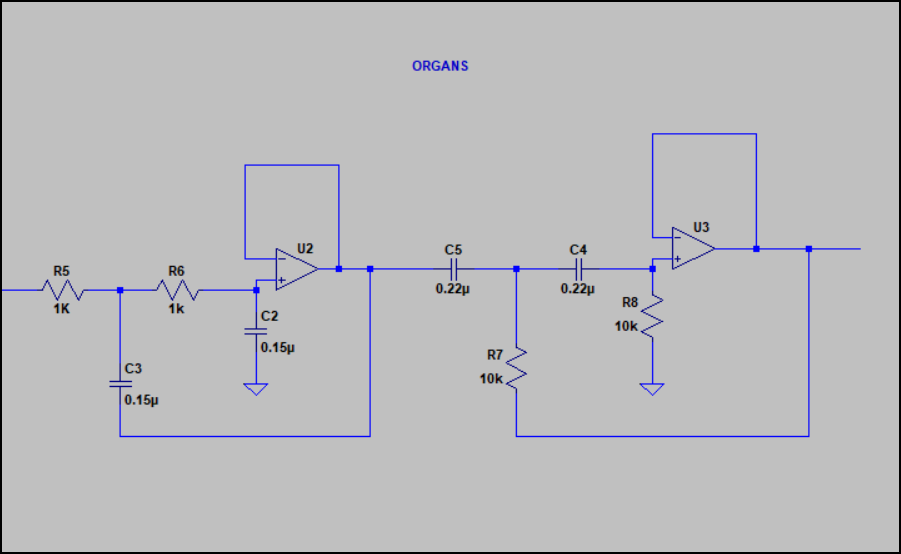 ORGANS
U3
U2
C5
C4
R5
R6
0.22µ
0.22µ
R8
1K
1k
C2
10k
0.15µ
R7
C3
10k
0.15µ